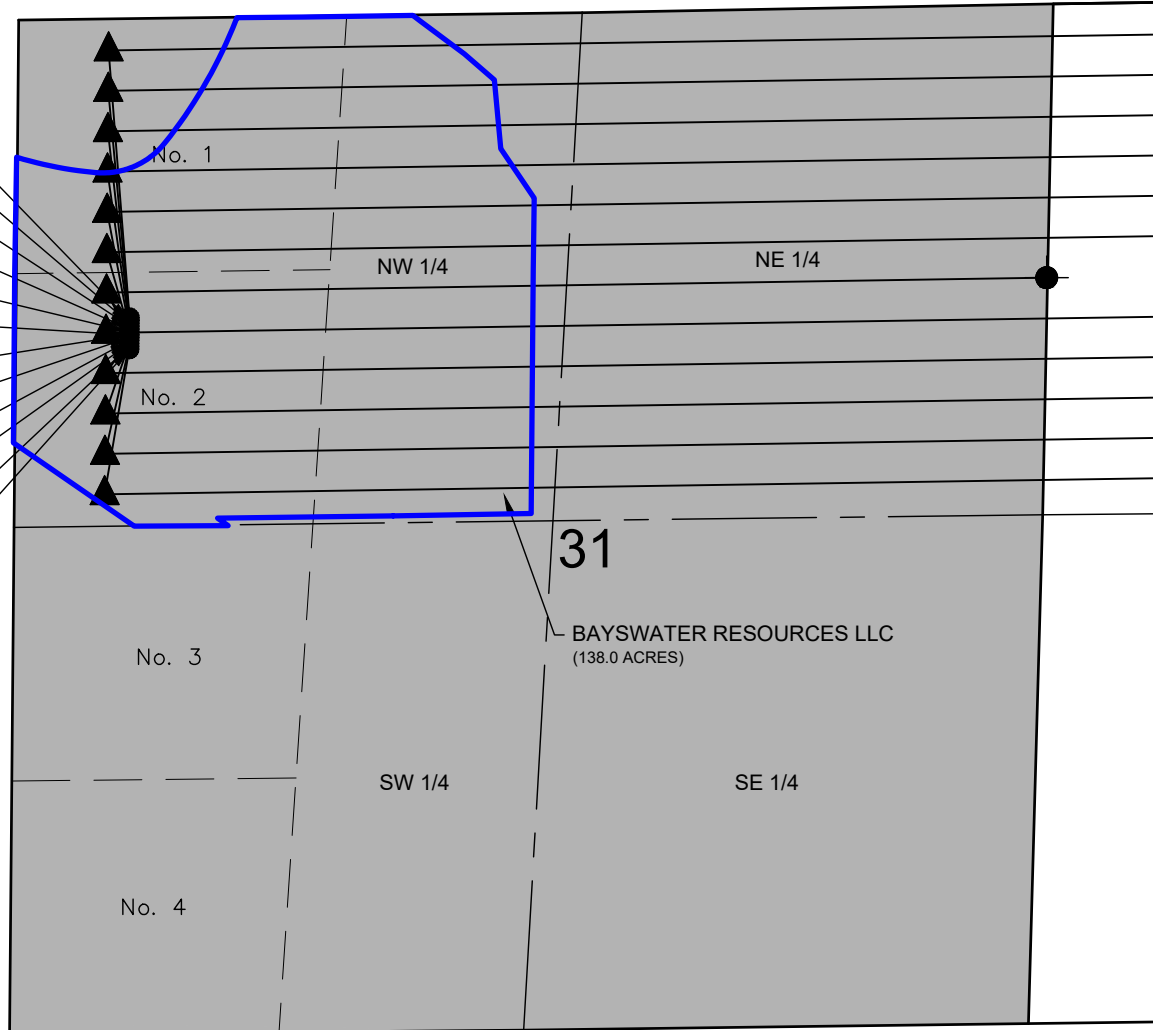 No. 1
NW 1/4
NE 1/4
No. 2
31
BAYSWATER RESOURCES LLC
(138.0 ACRES)
No. 3
SW 1/4
SE 1/4
No. 4